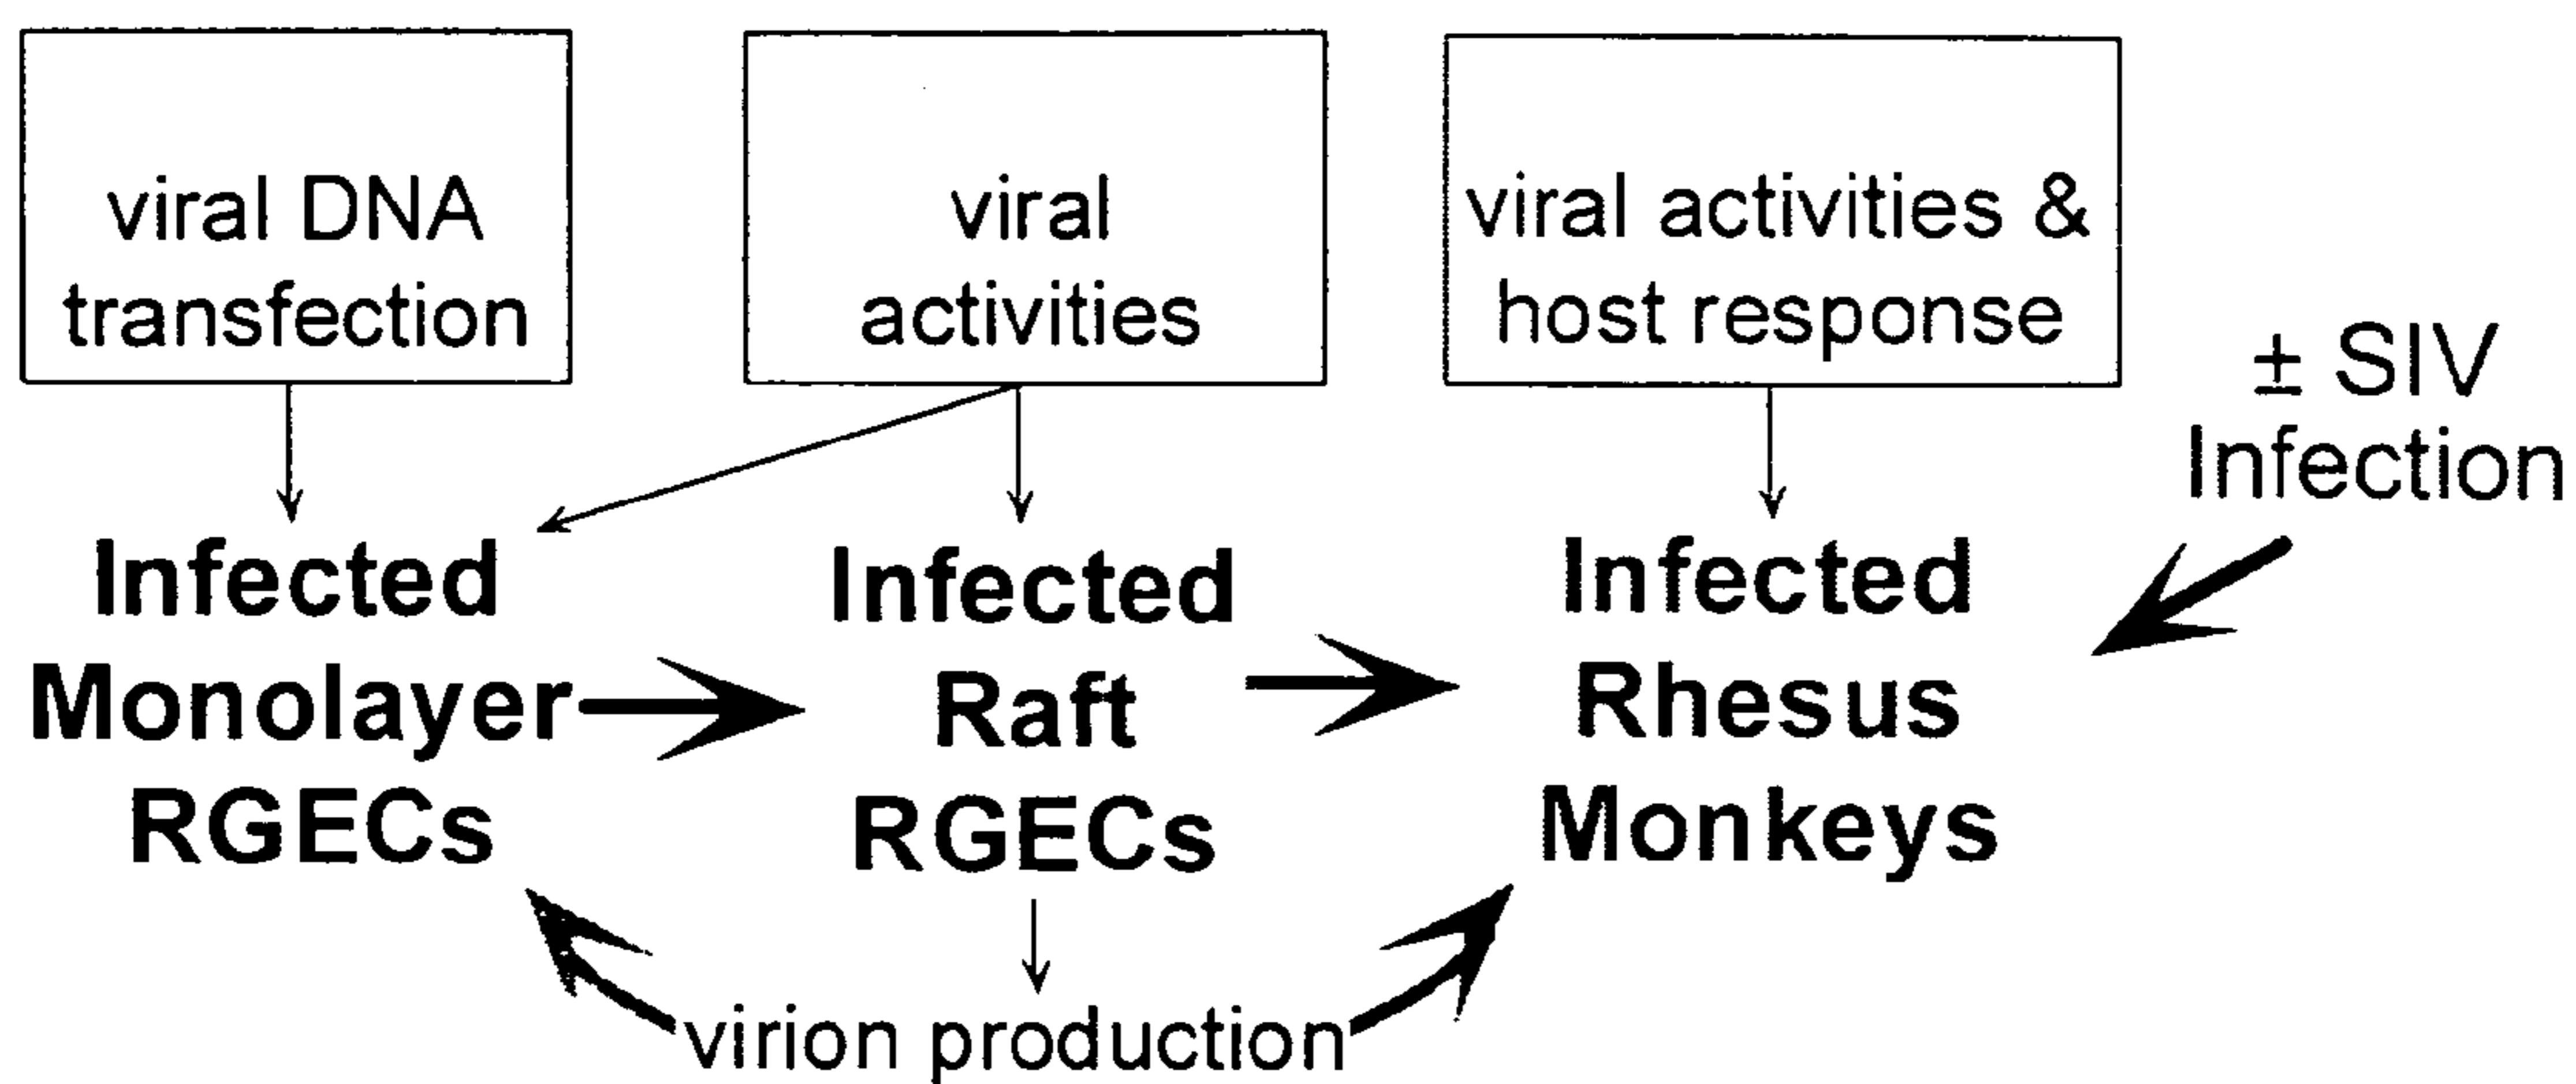 viral DNA
transfection
viral
activities
viral activities &
host response
± SIV
Infection
Infected
Monolayer
RGECs
Infected
Raft
RGECs
Infected
Rhesus
Monkeys
virion production